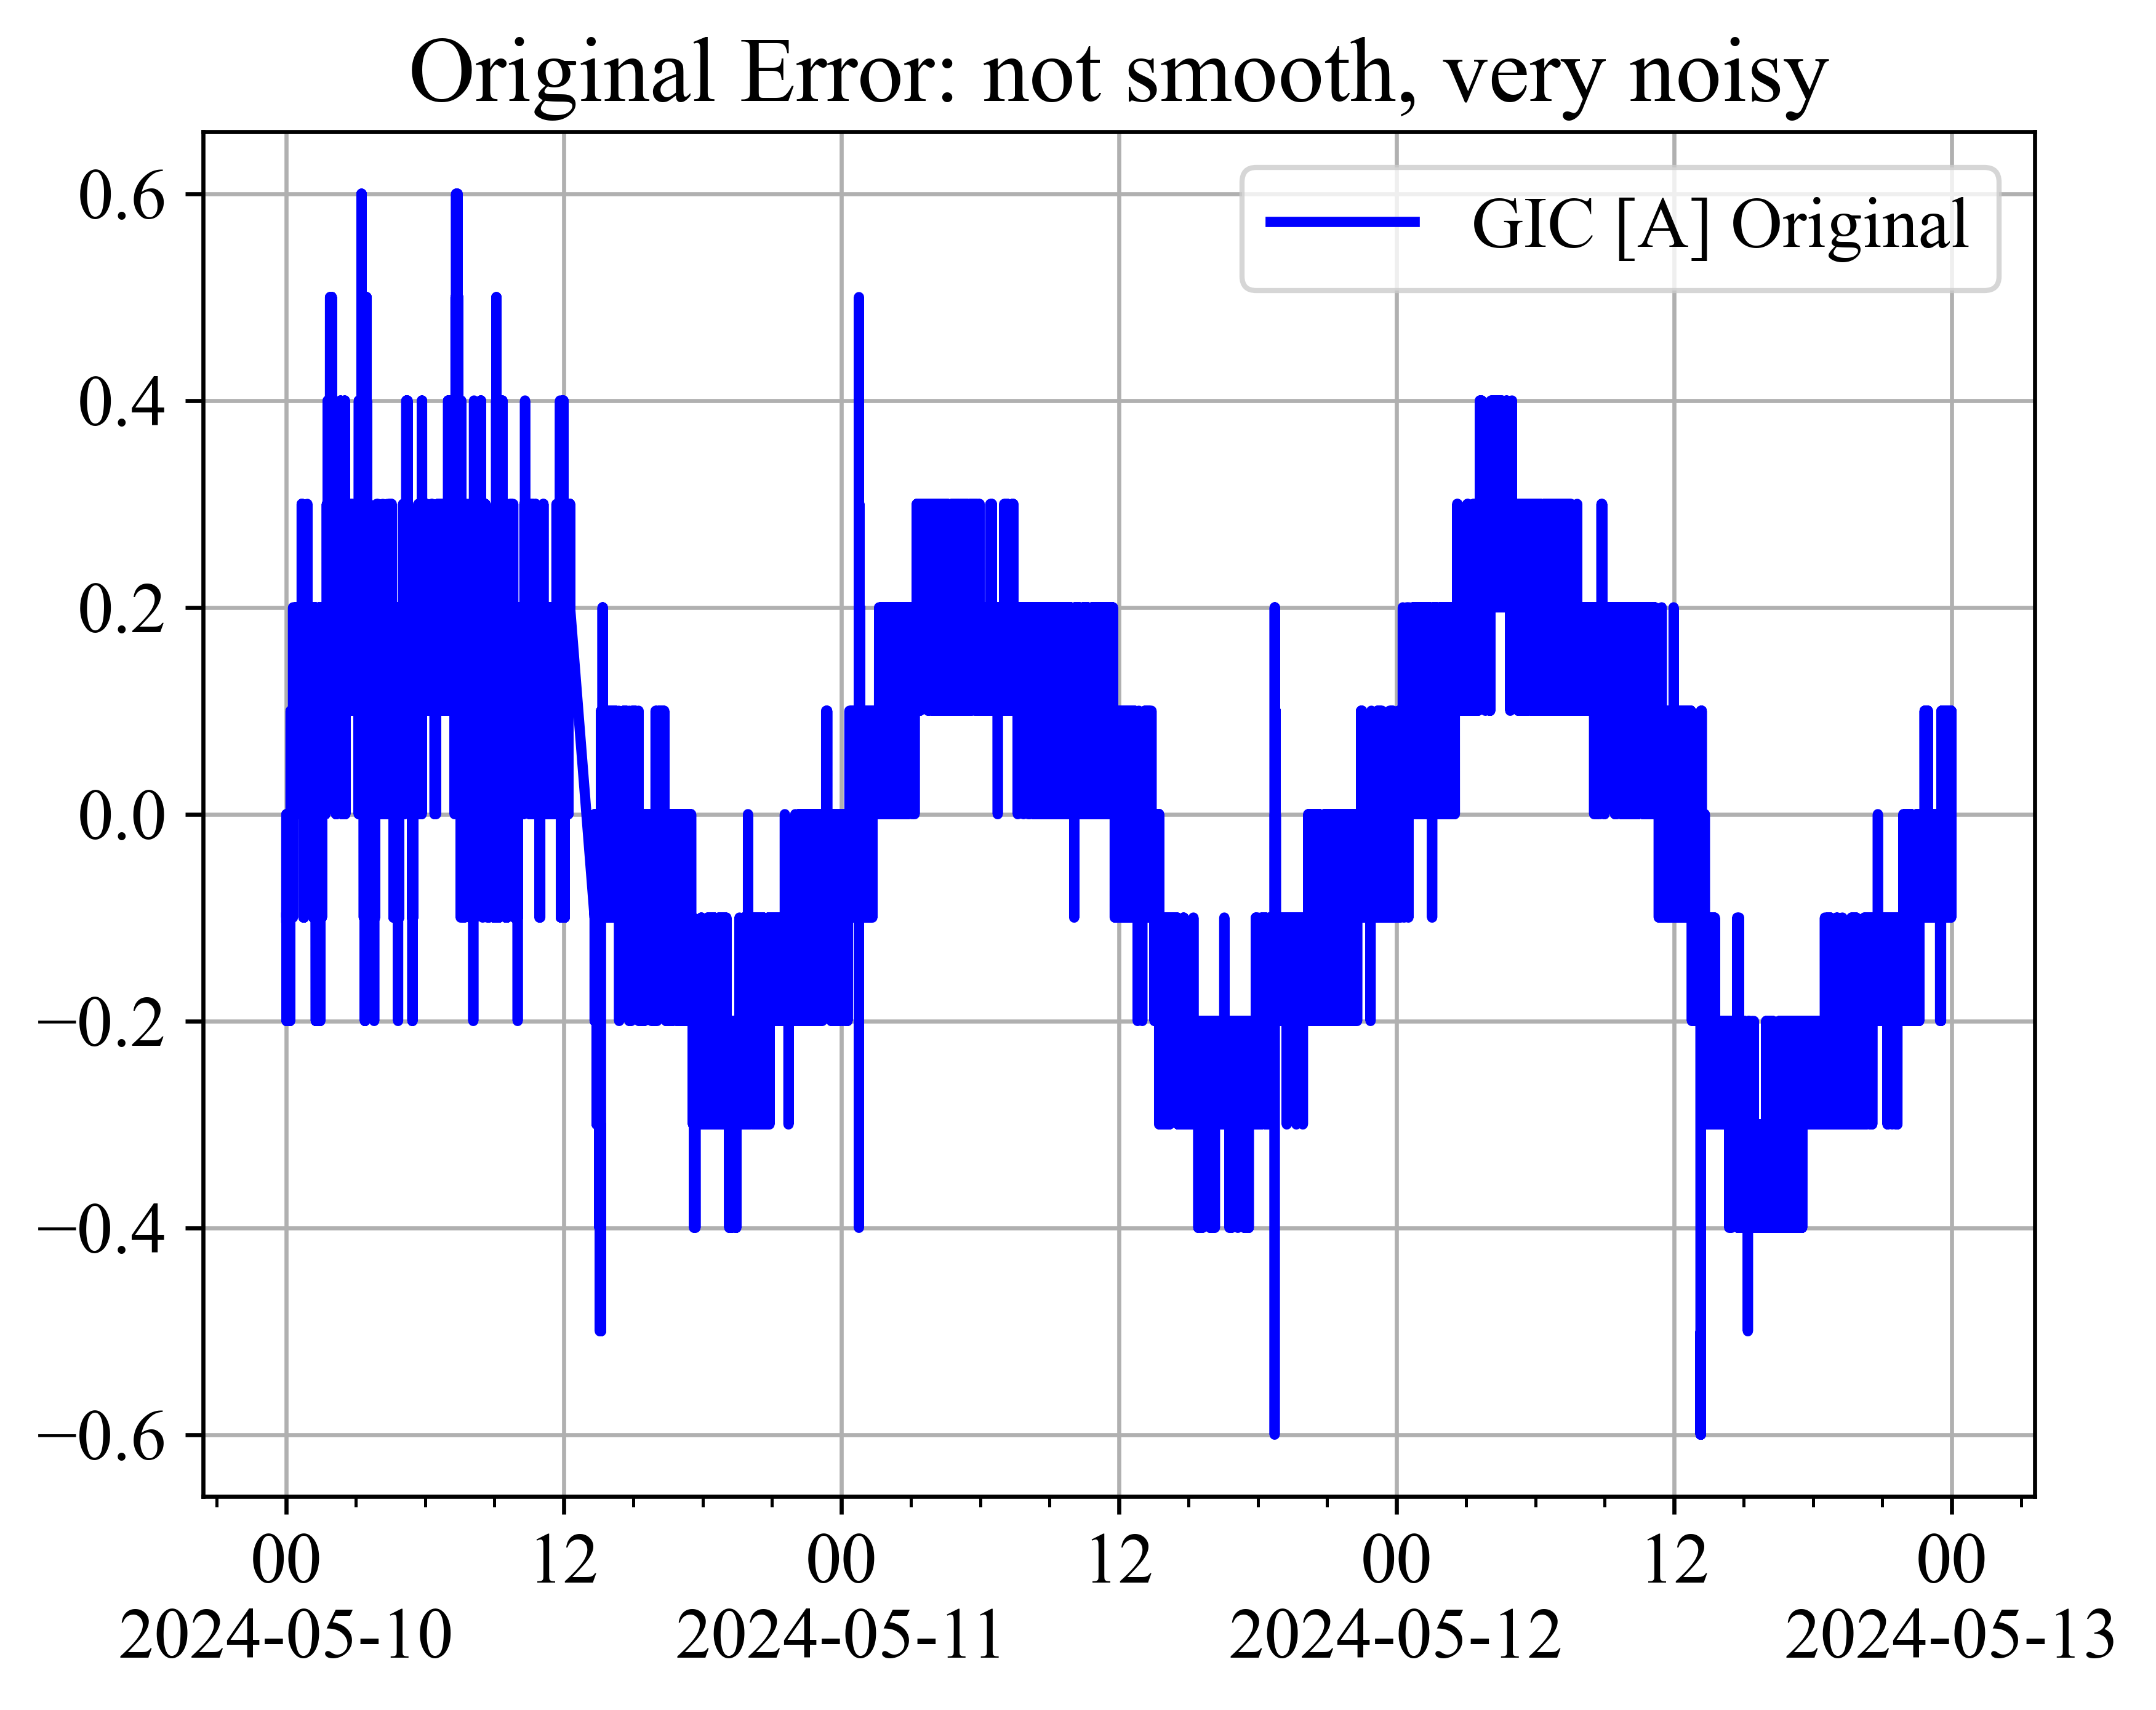 Original Error: not smooth, very noisy
GIC [A] Original
0.6
0.4
0.2
0.0
−0.2
−0.4
−0.6
00 12 00 12 00 12 00
2024-05-10 2024-05-11 2024-05-12 2024-05-13